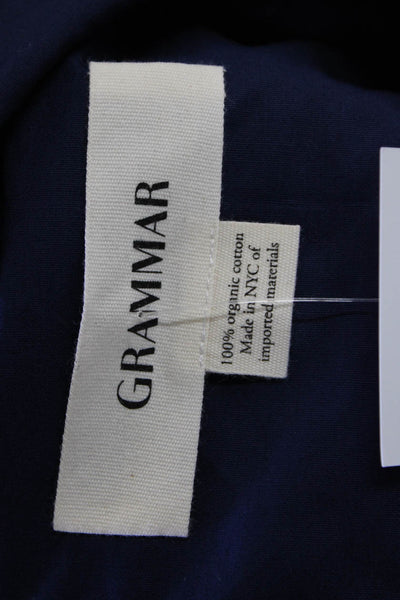 GRAMMAR
100% organic cotton
Made in NYC of
imported materials